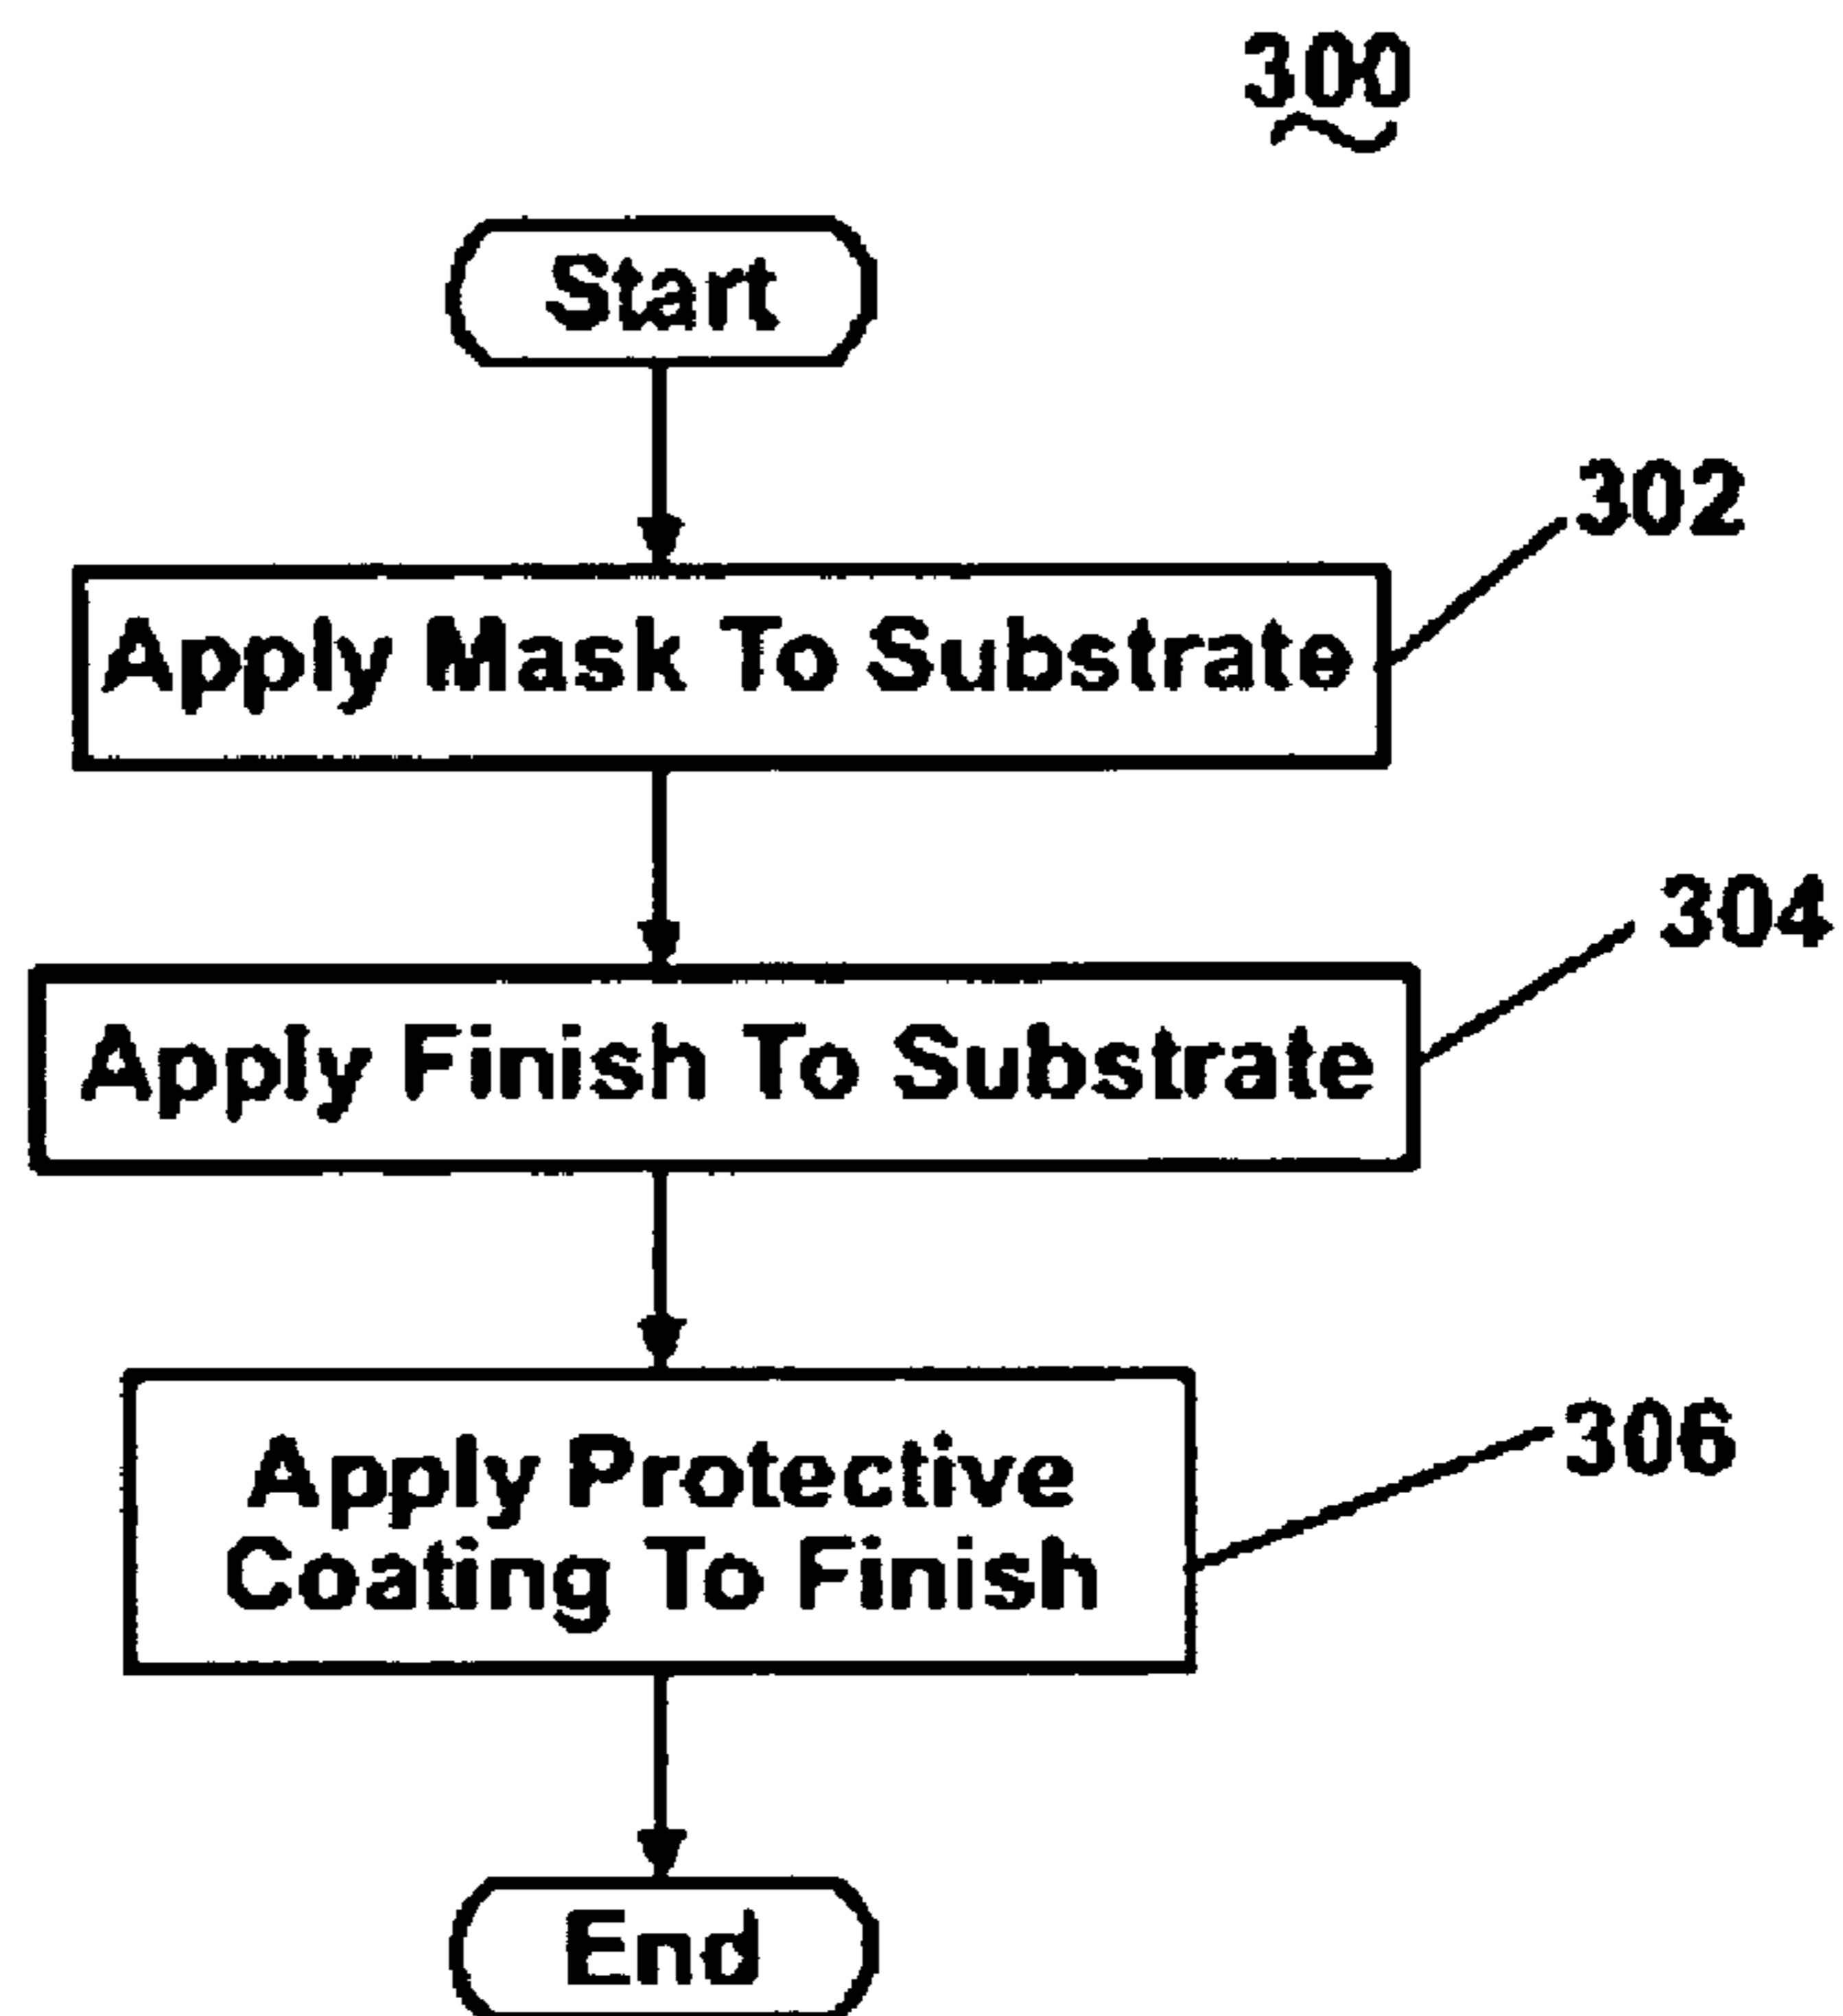 300
Start
302
Apply Mask To Substrate
304
Apply Finish To Substrate
306
Apply Protective
Coating To Finish
End